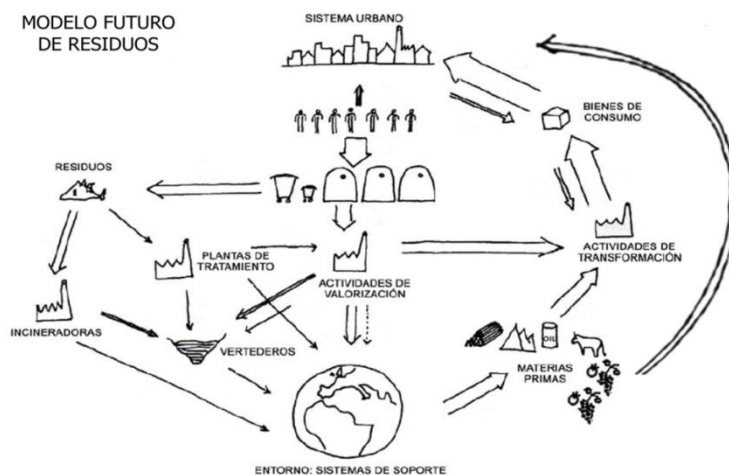 MODELO FUTURO
DE RESIDUOS
SISTEMA URBANO
BIENES DE
CONSUMO
RESIDUOS
PLANTAS DE
TRATAMIENTO
ACTIVIDADES DE
VALORIZACIÓN
ACTIVIDADES DE
TRANSFORMACIÓN
INCINERADORAS
VERTEDEROS
OIL
MATERIAS
PRIMAS
ENTORNO: SISTEMAS DE SOPORTE